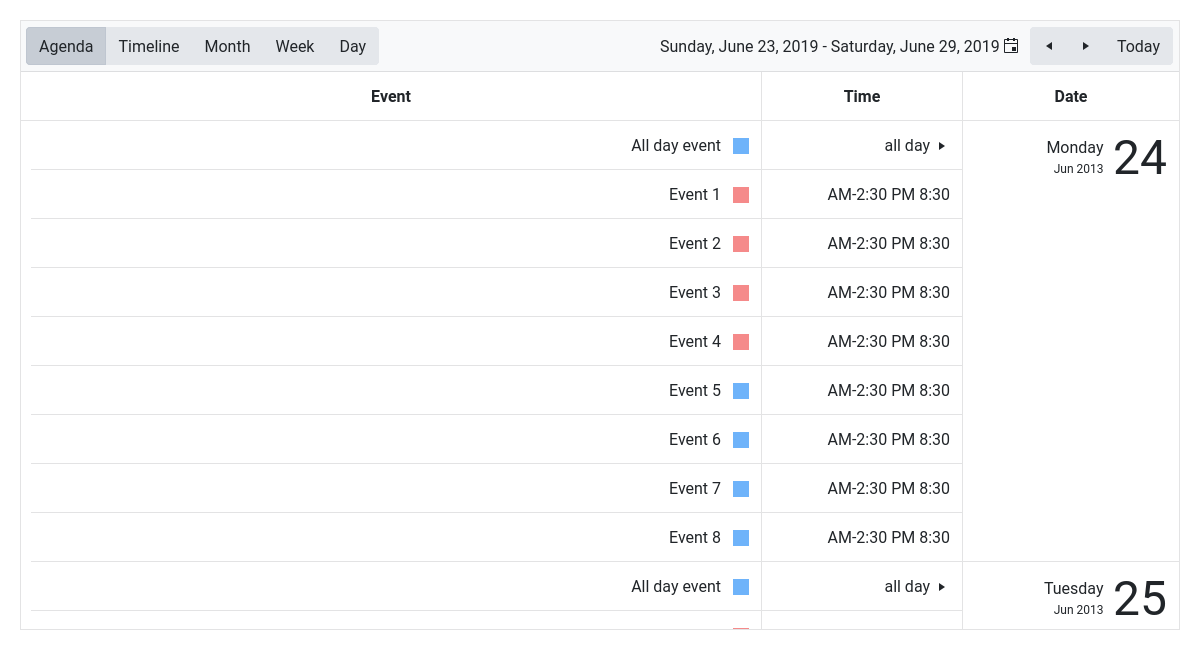 Agenda Timeline Month Week Day Sunday, June 23, 2019 - Saturday, June 29, 2019 Today
Event Time Date
All day event all day Monday 24
Jun 2013
Event 1 AM-2:30 PM 8:30
Event 2 AM-2:30 PM 8:30
Event 3 AM-2:30 PM 8:30
Event 4 AM-2:30 PM 8:30
Event 5 AM-2:30 PM 8:30
Event 6 AM-2:30 PM 8:30
Event 7 AM-2:30 PM 8:30
Event 8 AM-2:30 PM 8:30
All day event all day Tuesday 25
Jun 2013